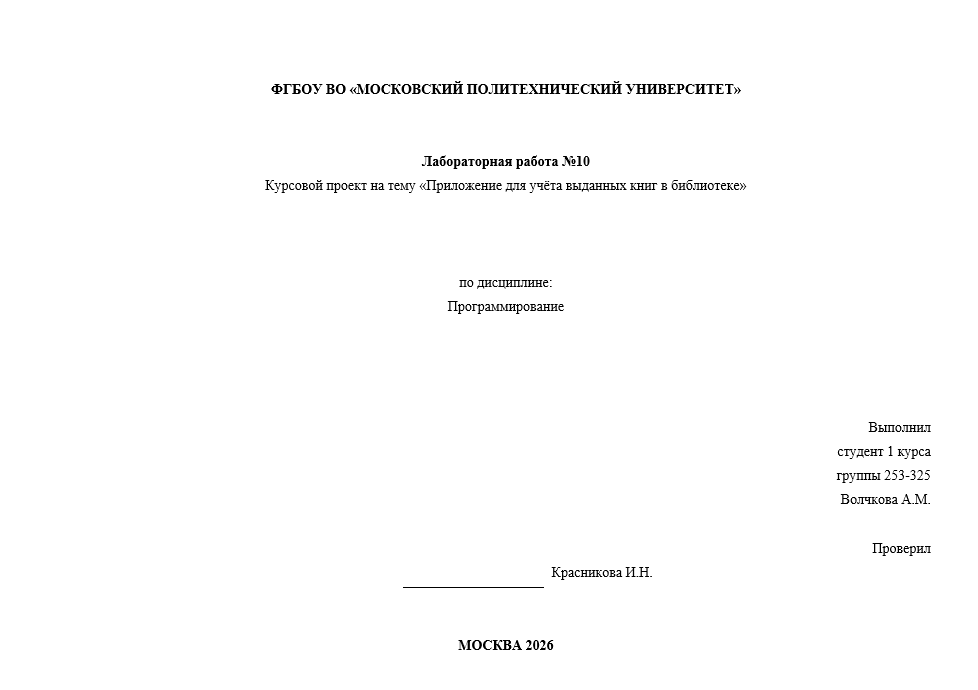 ФГБОУ ВО «МОСКОВСКИЙ ПОЛИТЕХНИЧЕСКИЙ УНИВЕРСИТЕТ»
Лабораторная работа №10
Курсовой проект на тему «Приложение для учёта выданных книг в библиотеке»
по дисциплине:
Программирование
Выполнил
студент 1 курса
группы 253-325
Волчкова А.М.
Проверил
Красникова И.Н.
МОСКВА 2026